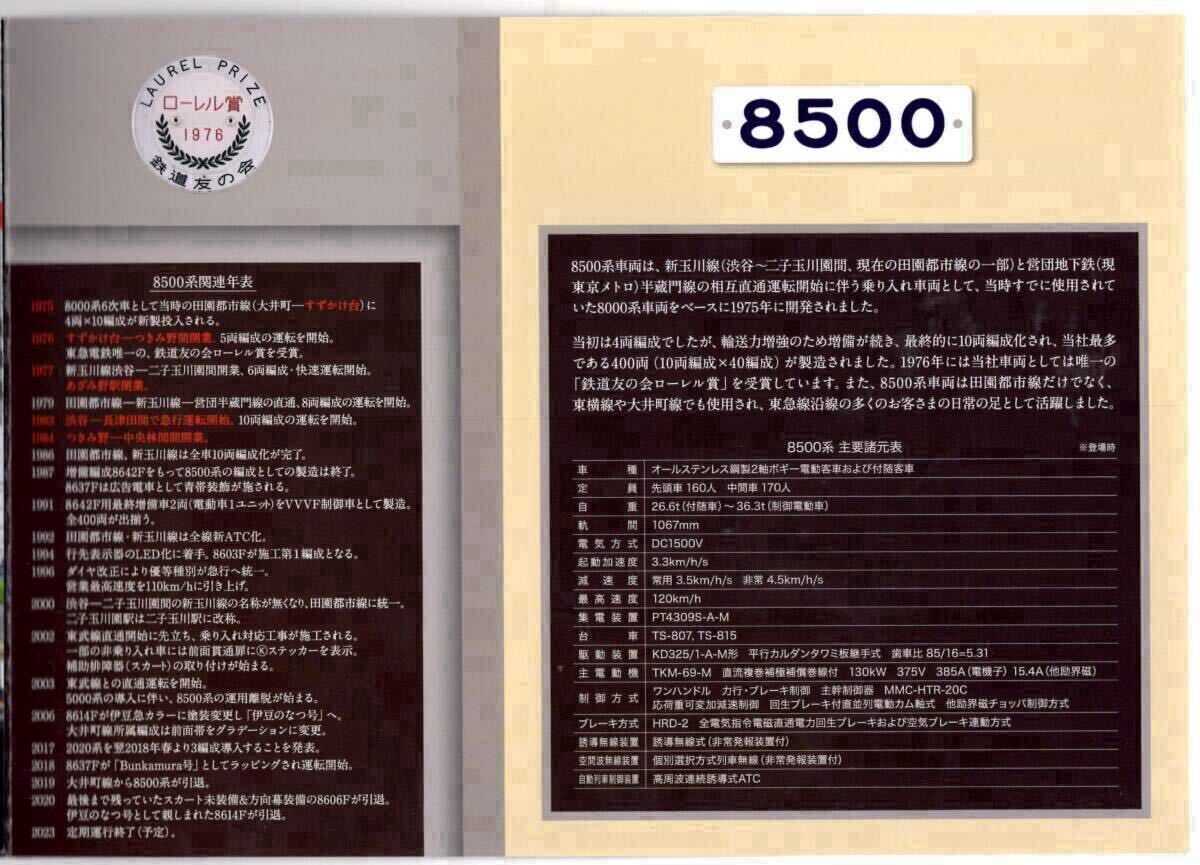 LAUREL PRIZE
ローレル賞
1976
鉄道友の会
8500系関連年表
1975 8000系6次車として当時の田園都市線(大井町―すずかけ台)に
4両×10編成が新製投入される。
1976 すずかけ台―つきみ野間開業、5両編成の運転を開始。
東急電鉄唯一の、鉄道友の会ローレル賞を受賞。
1977 新玉川線渋谷―二子玉川園間開業、6両編成・快速運転開始。
あざみ野駅開業。
1979 田園都市線―新玉川線―営団半蔵門線の直通、8両編成の運転を開始。
1983 渋谷―長津田間で急行運転開始、10両編成の運転を開始。
1984 つきみ野―中央林間間開業。
1986 田園都市線、新玉川線は全車10両編成化が完了。
1987 増備編成8642Fをもって8500系の編成としての製造は終了。
8637Fは広告電車として青帯装飾が施される。
1991 8642F用最終増備車2両(電動車1ユニット)をVVVF制御車として製造。
全400両が出揃う。
1992 田園都市線・新玉川線は全線新ATC化。
1994 行先表示器のLED化に着手。8603Fが施工第1編成となる。
1996 ダイヤ改正により優等種別が急行へ統一。
営業最高速度を110km/hに引き上げ。
2000 渋谷―二子玉川園間の新玉川線の名称が無くなり、田園都市線に統一。
二子玉川園駅は二子玉川駅に改称。
2002 東武線直通開始に先立ち、乗り入れ対応工事が施工される。
一部の非乗り入れ車には前面貫通扉にⓀステッカーを表示。
補助排障器(スカート)の取り付けが始まる。
2003 東武線との直通運転を開始。
5000系の導入に伴い、8500系の運用離脱が始まる。
2006 8614Fが伊豆急カラーに塗装変更し「伊豆のなつ号」へ。
大井町線所属編成は前面帯をグラデーションに変更。
2017 2020系を翌2018年春より3編成導入することを発表。
2018 8637Fが「Bunkamura号」としてラッピングされ運転開始。
2019 大井町線から8500系が引退。
2020 最後まで残っていたスカート未装備&方向幕装備の8606Fが引退。
伊豆のなつ号として親しまれた8614Fが引退。
2023 定期運行終了(予定)。
8500
8500系車両は、新玉川線(渋谷～二子玉川園間、現在の田園都市線の一部)と営団地下鉄(現
東京メトロ)半蔵門線の相互直通運転開始に伴う乗り入れ車両として、当時すでに使用されて
いた8000系車両をベースに1975年に開発されました。
当初は4両編成でしたが、輸送力増強のため増備が続き、最終的に10両編成化され、当社最多
である400両(10両編成×40編成)が製造されました。1976年には当社車両としては唯一の
「鉄道友の会ローレル賞」を受賞しています。また、8500系車両は田園都市線だけでなく、
東横線や大井町線でも使用され、東急線沿線の多くのお客さまの日常の足として活躍しました。
8500系 主要諸元表 ※登場時
車種 オールステンレス鋼製2軸ボギー電動客車および付随客車
定員 先頭車 160人 中間車 170人
自重 26.6t(付随車)～36.3t(制御電動車)
軌間 1067mm
電気方式 DC1500V
起動加速度 3.3km/h/s
減速度 常用 3.5km/h/s 非常 4.5km/h/s
最高速度 120km/h
集電装置 PT4309S-A-M
台車 TS-807, TS-815
駆動装置 KD325/1-A-M形 平行カルダンタワミ板継手式 歯車比 85/16=5.31
主電動機 TKM-69-M 直流複巻補極補償巻線付 130kW 375V 385A(電機子) 15.4A(他励界磁)
制御方式 ワンハンドル 力行・ブレーキ制御 主幹制御器 MMC-HTR-20C
応荷重可変加減速制御 回生ブレーキ付直並列電動カム軸式 他励界磁チョッパ制御方式
ブレーキ方式 HRD-2 全電気指令電磁直通電力回生ブレーキおよび空気ブレーキ連動方式
誘導無線装置 誘導無線式(非常発報装置付)
空間波無線装置 個別選択方式列車無線(非常発報装置付)
自動列車制御装置 高周波連続誘導式ATC